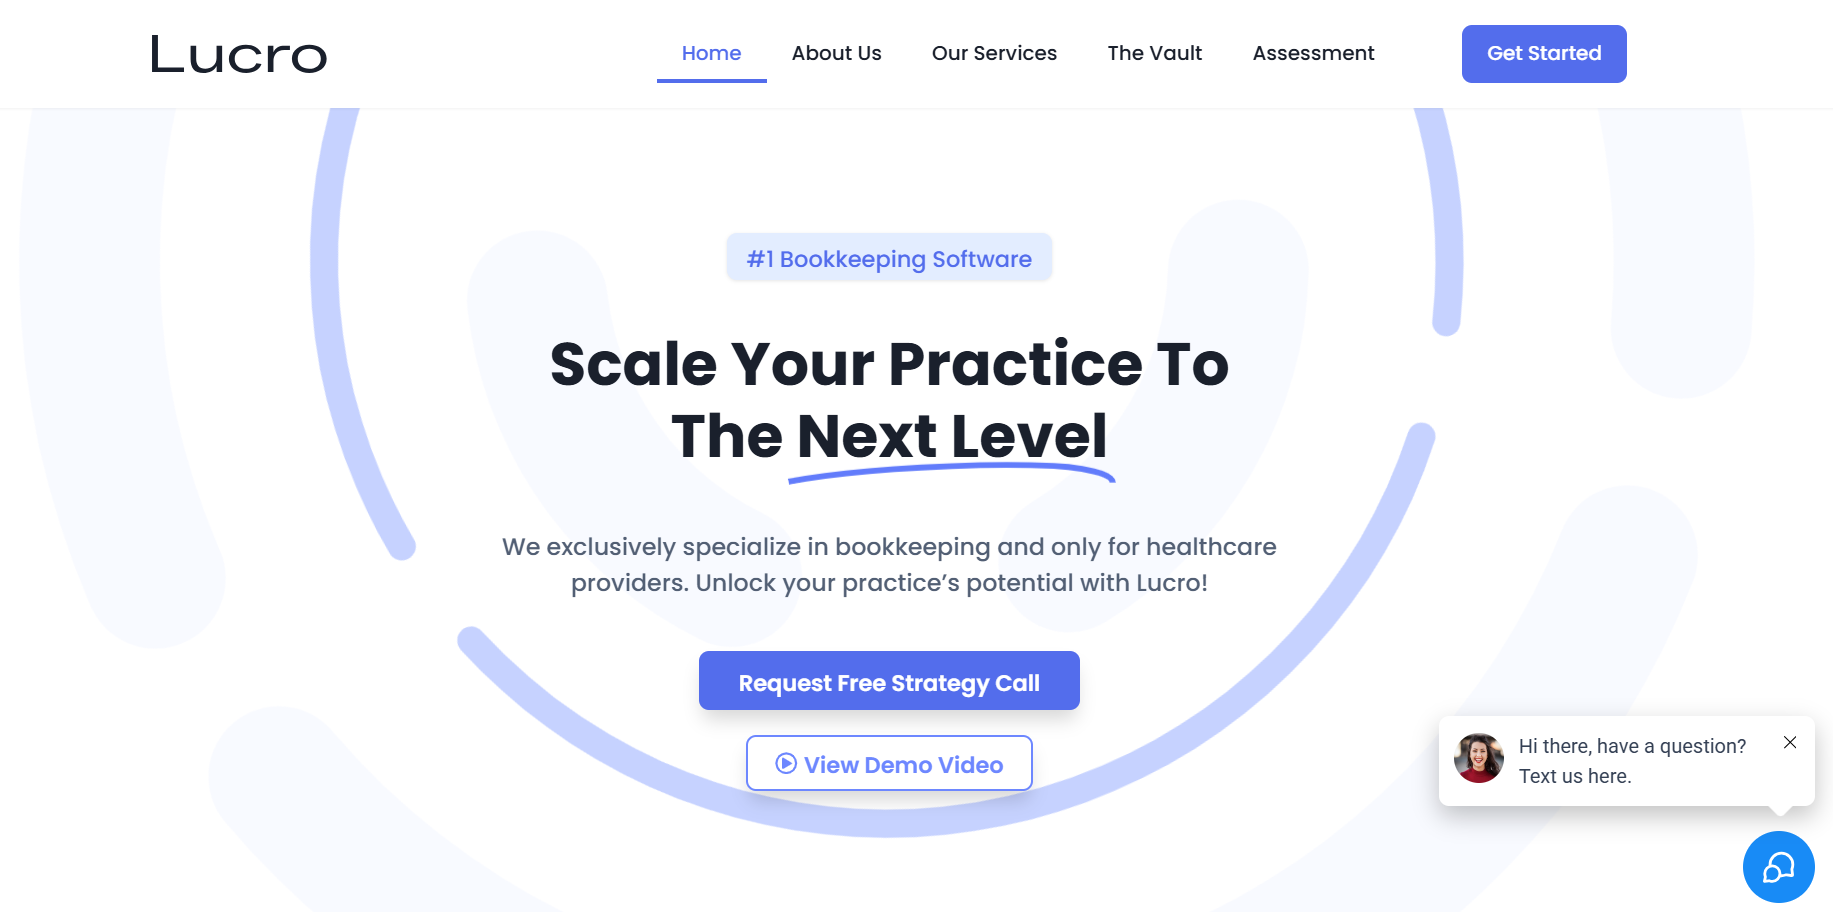 Lucro
Home
About Us
Our Services
The Vault
Assessment
Get Started
#1 Bookkeeping Software
Scale Your Practice To
The Next Level
We exclusively specialize in bookkeeping and only for healthcare
providers. Unlock your practice’s potential with Lucro!
Request Free Strategy Call
View Demo Video
Hi there, have a question?
Text us here.